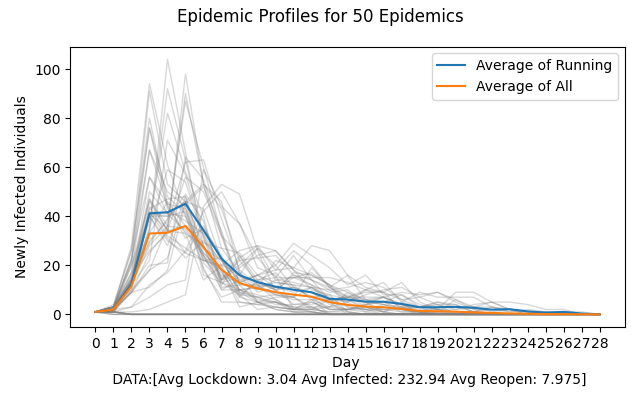 Epidemic Profiles for 50 Epidemics
Average of Running
Average of All
Newly Infected Individuals
100
80
60
40
20
0
0 1 2 3 4 5 6 7 8 9 10 11 12 13 14 15 16 17 18 19 20 21 22 23 24 25 26 27 28
Day
DATA:[Avg Lockdown: 3.04 Avg Infected: 232.94 Avg Reopen: 7.975]